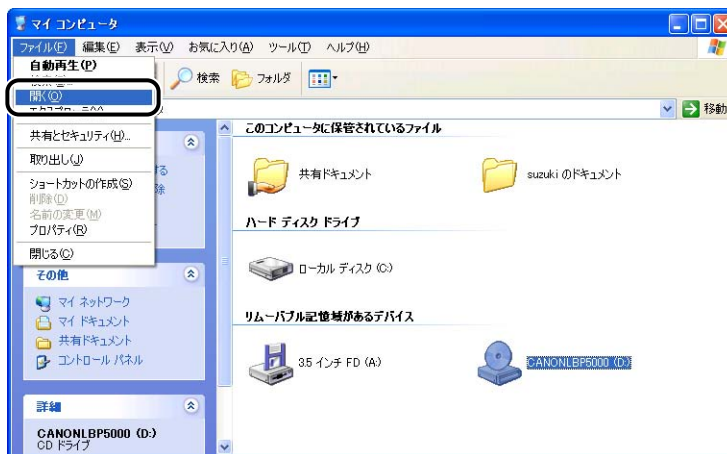 マイ コンピュータ
ファイル(F) 編集(E) 表示(V) お気に入り(A) ツール(T) ヘルプ(H)
自動再生(P)
検索 フォルダ
開く(O)
移動
共有とセキュリティ(H)...
取り出し(J)
ショートカットの作成(S)
削除(D)
名前の変更(M)
プロパティ(R)
閉じる(C)
その他
マイ ネットワーク
マイ ドキュメント
共有ドキュメント
コントロール パネル
詳細
CANONLBP5000 (D:)
CD ドライブ
このコンピュータに保管されているファイル
共有ドキュメント
suzuki のドキュメント
ハード ディスク ドライブ
ローカル ディスク (C:)
リムーバブル記憶域があるデバイス
3.5 インチ FD (A:)
CANONLBP5000 (D:)